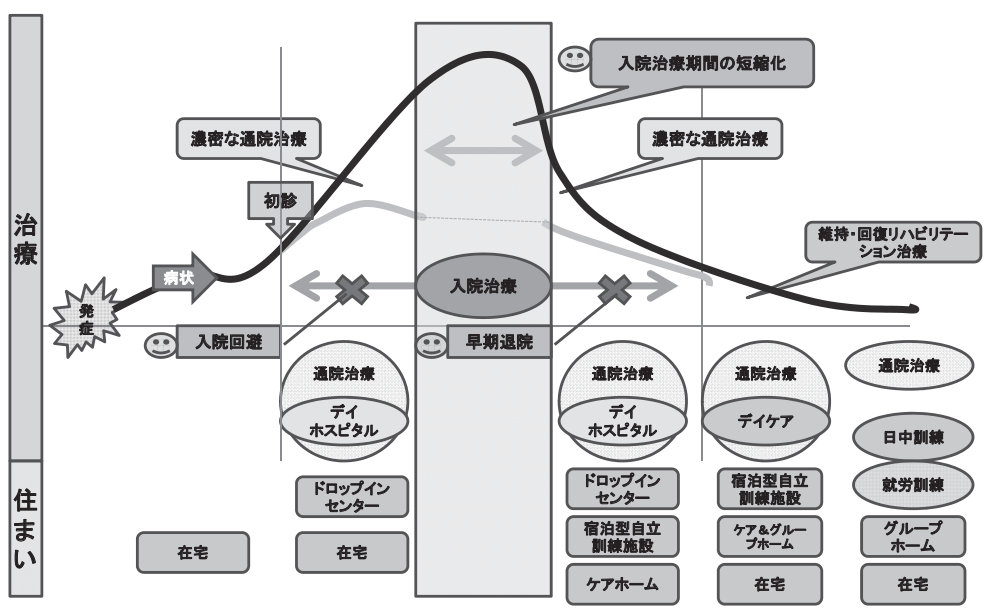 治療
入院治療期間の短縮化
濃密な通院治療
濃密な通院治療
初診
維持・回復リハビリテー
ション治療
病状
入院治療
発
症
入院回避
早期退院
通院治療
デイ
ホスピタル
通院治療
デイ
ホスピタル
通院治療
デイケア
通院治療
日中訓練
就労訓練
住まい
ドロップイン
センター
在宅
在宅
ドロップイン
センター
宿泊型自立
訓練施設
ケアホーム
宿泊型自立
訓練施設
ケア&グルー
プホーム
在宅
グループ
ホーム
在宅